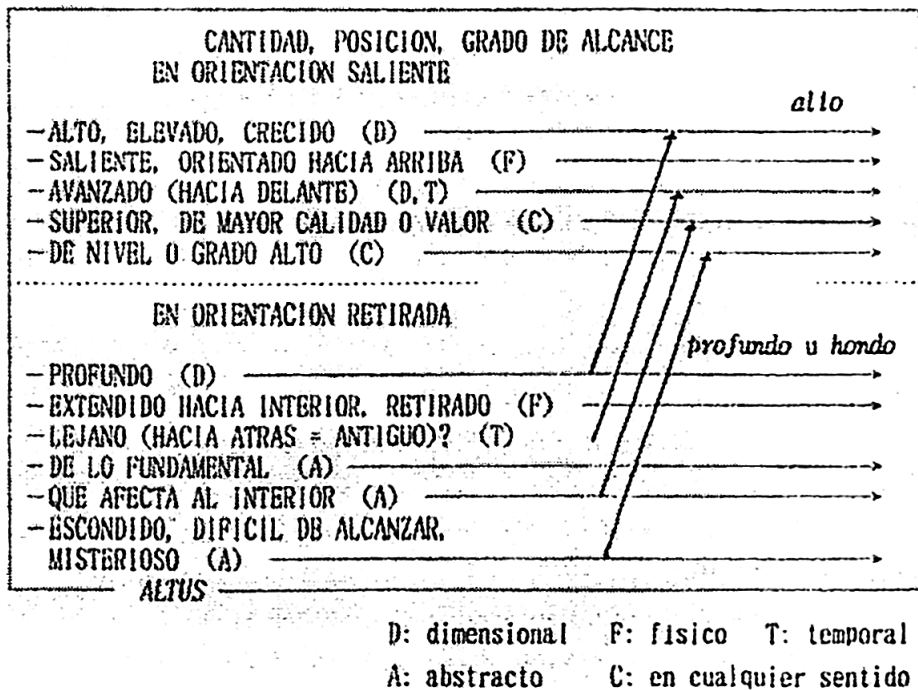 CANTIDAD, POSICION, GRADO DE ALCANCE
EN ORIENTACION SALIENTE
alto
—ALTO, ELEVADO, CRECIDO (D)
—SALIENTE, ORIENTADO HACIA ARRIBA (F)
—AVANZADO (HACIA DELANTE) (D,T)
—SUPERIOR, DE MAYOR CALIDAD O VALOR (C)
—DE NIVEL O GRADO ALTO (C)
EN ORIENTACION RETIRADA
profundo u hondo
—PROFUNDO (D)
—EXTENDIDO HACIA INTERIOR, RETIRADO (F)
—LEJANO (HACIA ATRAS = ANTIGUO)? (T)
—DE LO FUNDAMENTAL (A)
—QUE AFECTA AL INTERIOR (A)
—ESCONDIDO, DIFICIL DE ALCANZAR,
MISTERIOSO (A)
ALTUS
D: dimensional F: fisico T: temporal
A: abstracto C: en cualquier sentido